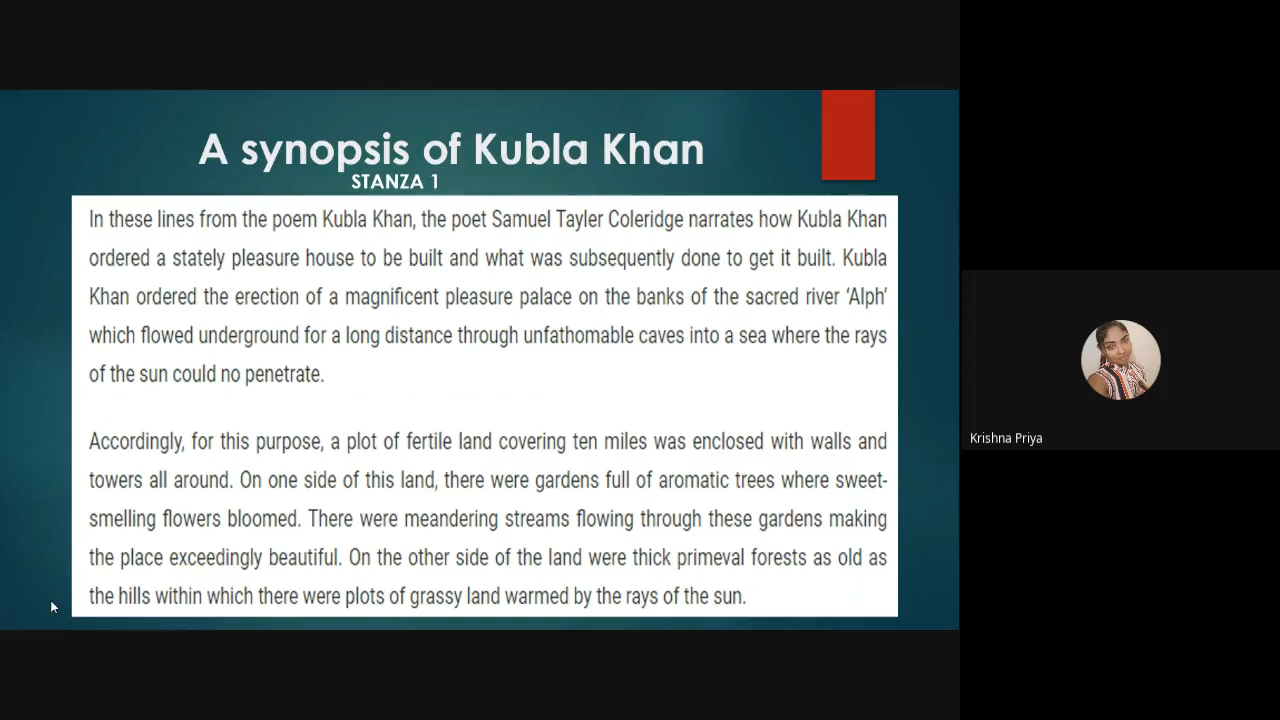 A synopsis of Kubla Khan
STANZA 1
In these lines from the poem Kubla Khan, the poet Samuel Tayler Coleridge narrates how Kubla Khan
ordered a stately pleasure house to be built and what was subsequently done to get it built. Kubla
Khan ordered the erection of a magnificent pleasure palace on the banks of the sacred river ‘Alph’
which flowed underground for a long distance through unfathomable caves into a sea where the rays
of the sun could no penetrate.
Accordingly, for this purpose, a plot of fertile land covering ten miles was enclosed with walls and
towers all around. On one side of this land, there were gardens full of aromatic trees where sweet-
smelling flowers bloomed. There were meandering streams flowing through these gardens making
the place exceedingly beautiful. On the other side of the land were thick primeval forests as old as
the hills within which there were plots of grassy land warmed by the rays of the sun.
Krishna Priya